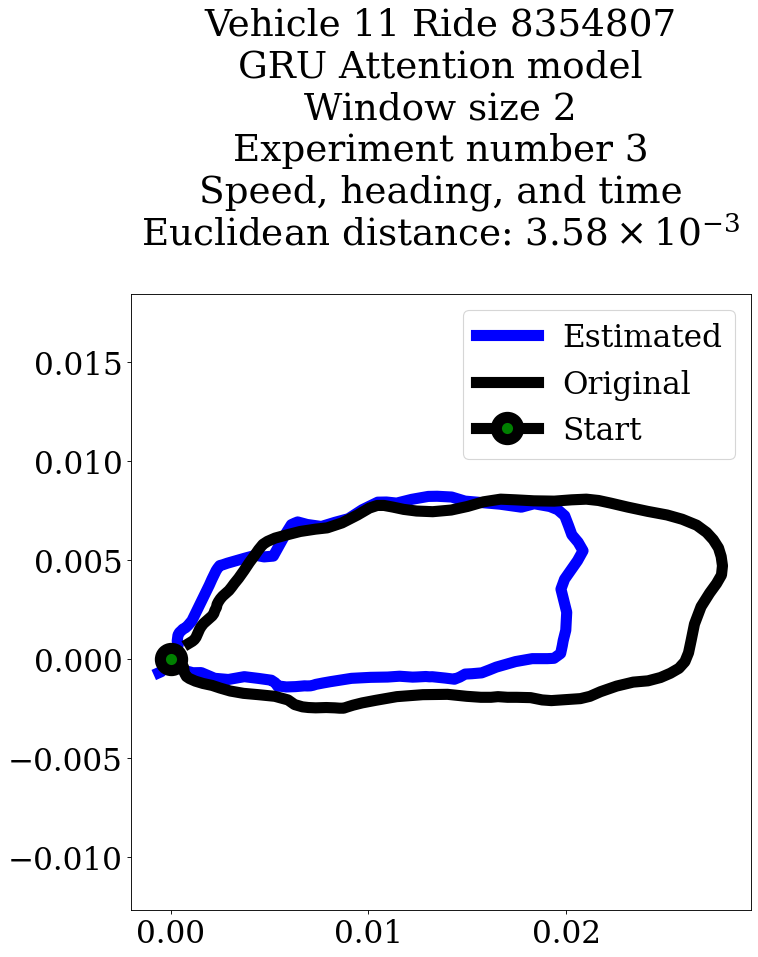 Vehicle 11 Ride 8354807
GRU Attention model
Window size 2
Experiment number 3
Speed, heading, and time
Euclidean distance: 3.58 × 10⁻³
Estimated
Original
Start
0.015
0.010
0.005
0.000
−0.005
−0.010
0.00 0.01 0.02